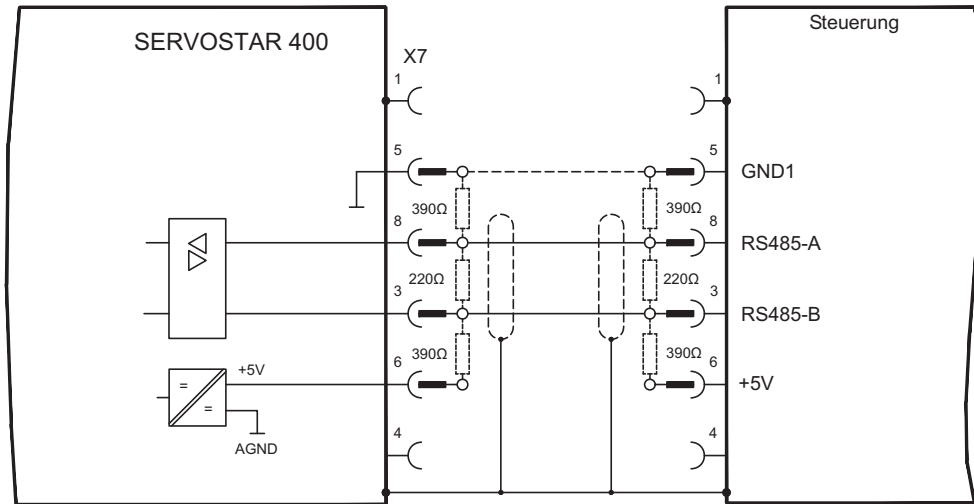 SERVOSTAR 400
X7
Steuerung
1
1
5
5
GND1
390Ω
390Ω
8
8
RS485-A
220Ω
220Ω
3
3
RS485-B
390Ω
390Ω
6
6
+5V
+5V
=
=
AGND
4
4